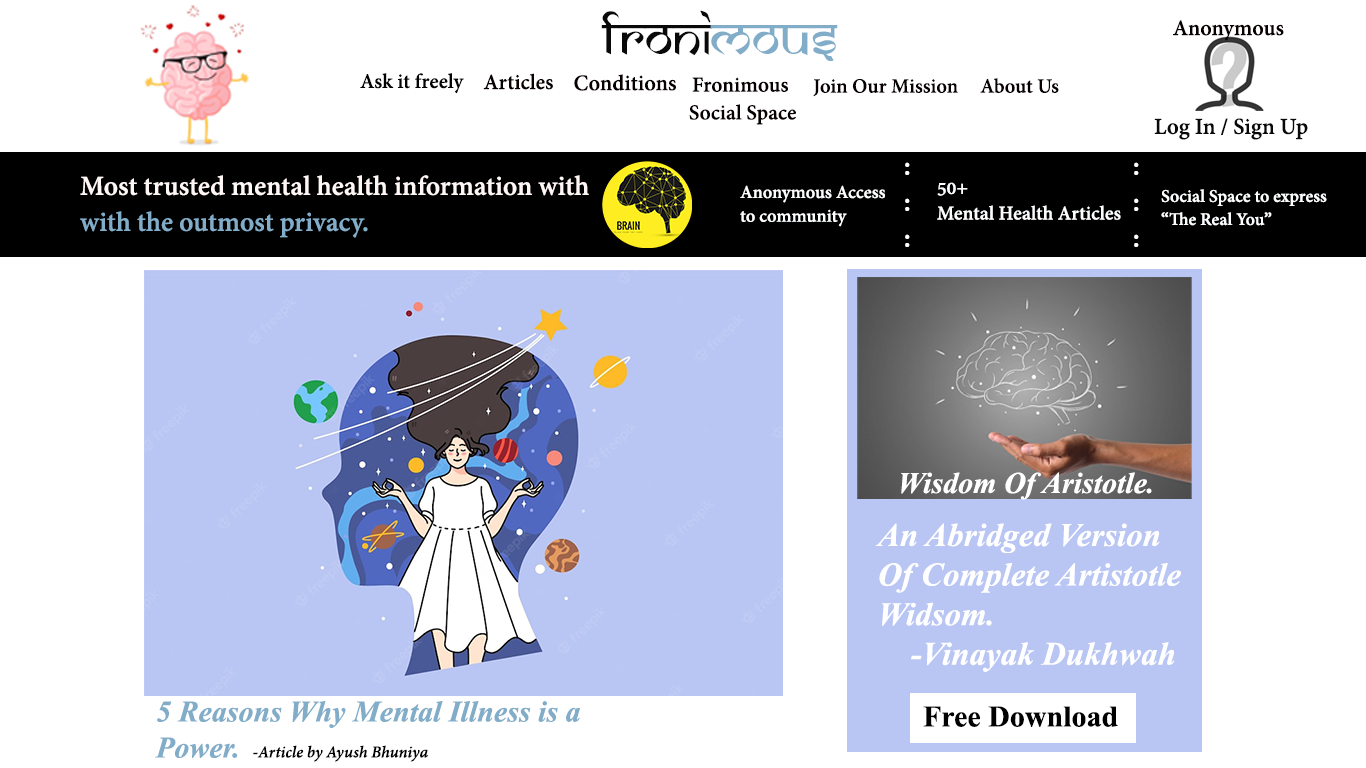 fronimous
Anonymous
Ask it freely
Articles
Conditions
Fronimous
Social Space
Join Our Mission
About Us
Log In / Sign Up
Most trusted mental health information with
with the outmost privacy.
BRAIN
Anonymous Access
to community
50+
Mental Health Articles
Social Space to express
“The Real You”
freepik
5 Reasons Why Mental Illness is a
Power. -Article by Ayush Bhuniya
Wisdom Of Aristotle.
An Abridged Version
Of Complete Artistotle
Widsom.
-Vinayak Dukhwah
Free Download